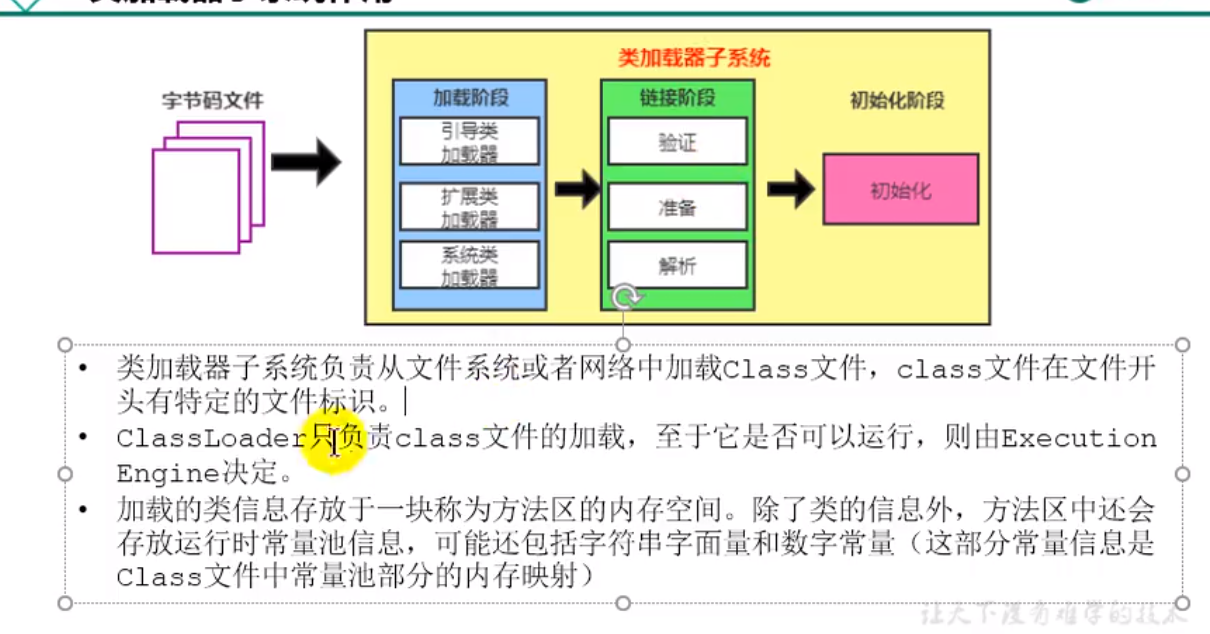 类加载器子系统作用
类加载器子系统
字节码文件
加载阶段
引导类
加载器
扩展类
加载器
系统类
加载器
链接阶段
验证
准备
解析
初始化阶段
初始化
• 类加载器子系统负责从文件系统或者网络中加载Class文件，class文件在文件开
头有特定的文件标识。
• ClassLoader只负责class文件的加载，至于它是否可以运行，则由Execution
Engine决定。
• 加载的类信息存放于一块称为方法区的内存空间。除了类的信息外，方法区中还会
存放运行时常量池信息，可能还包括字符串字面量和数字常量（这部分常量信息是
Class文件中常量池部分的内存映射）
让天下没有难学的技术